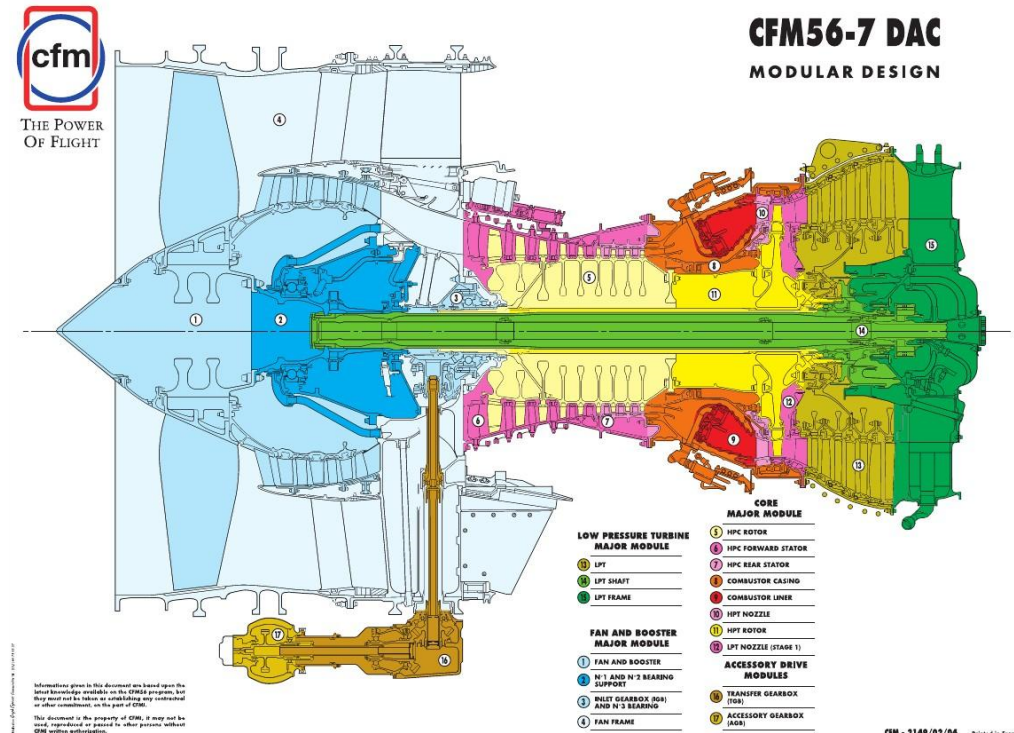 cfm
THE POWER
OF FLIGHT
CFM56-7 DAC
MODULAR DESIGN
4
1
2
3
5
10
8
11
15
14
6
7
12
9
13
17
16
LOW PRESSURE TURBINE
MAJOR MODULE
13 LPT
14 LPT SHAFT
15 LPT FRAME
FAN AND BOOSTER
MAJOR MODULE
1 FAN AND BOOSTER
2 N°1 AND N°2 BEARING
SUPPORT
3 INLET GEARBOX (IGB)
AND N°3 BEARING
4 FAN FRAME
CORE
MAJOR MODULE
5 HPC ROTOR
6 HPC FORWARD STATOR
7 HPC REAR STATOR
8 COMBUSTOR CASING
9 COMBUSTOR LINER
10 HPT NOZZLE
11 HPT ROTOR
12 LPT NOZZLE (STAGE 1)
ACCESSORY DRIVE
MODULES
16 TRANSFER GEARBOX
(TGB)
17 ACCESSORY GEARBOX
(AGB)
Informations given in this document are based upon the
latest knowledge available on the CFM56 program, but
they must not be taken as establishing any contractual
or other commitment, on the part of CFMI.
This document is the property of CFMI, it may not be
used, reproduced or passed to other persons without
CFMI written authorization.
CFM - 2149/02/04 Printed in